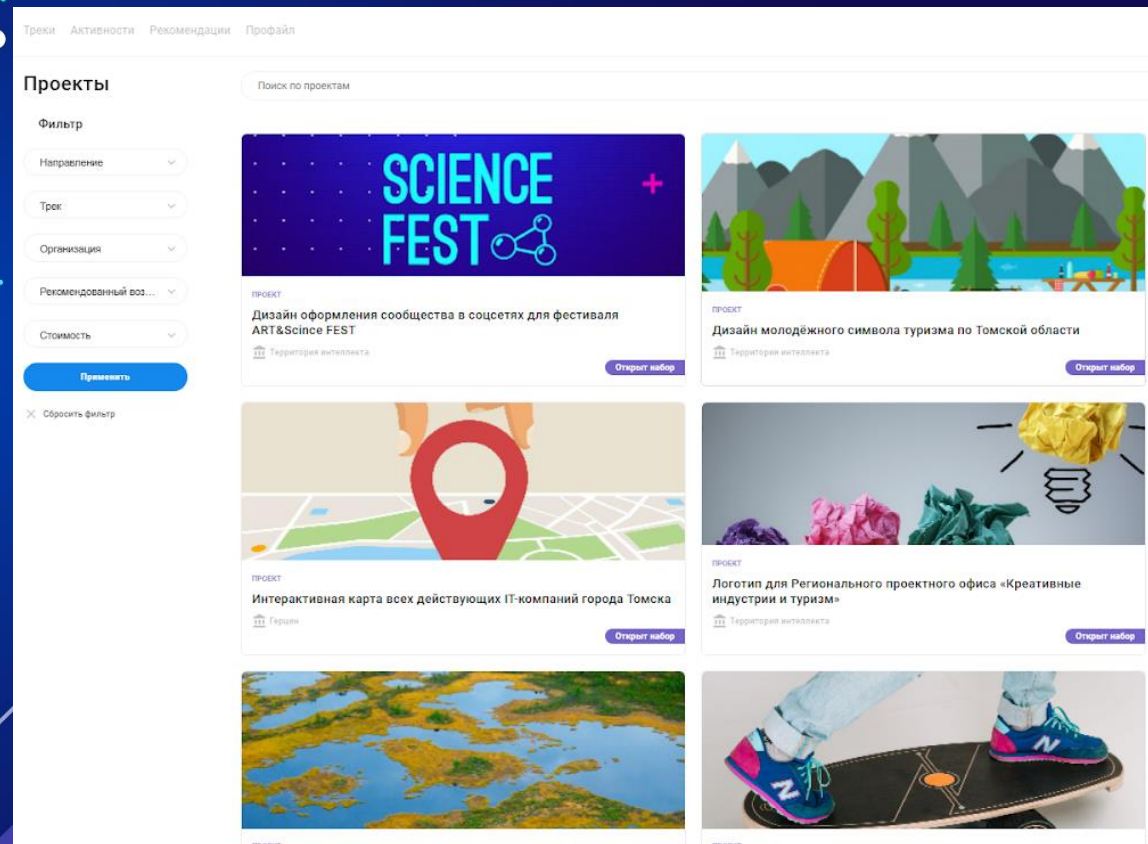 Треки Активности Рекомендации Профайл
Проекты
Поиск по проектам
Фильтр
Направление
Трек
Организация
Рекомендованный воз...
Стоимость
Применить
Сбросить фильтр
SCIENCE
FEST
ПРОЕКТ
Дизайн оформления сообщества в соцсетях для фестиваля
ART&Scince FEST
Территория интеллекта
Открыт набор
ПРОЕКТ
Дизайн молодёжного символа туризма по Томской области
Территория интеллекта
Открыт набор
ПРОЕКТ
Интерактивная карта всех действующих IT-компаний города Томска
Герцен
Открыт набор
ПРОЕКТ
Логотип для Регионального проектного офиса «Креативные
индустрии и туризм»
Территория интеллекта
Открыт набор
N
N